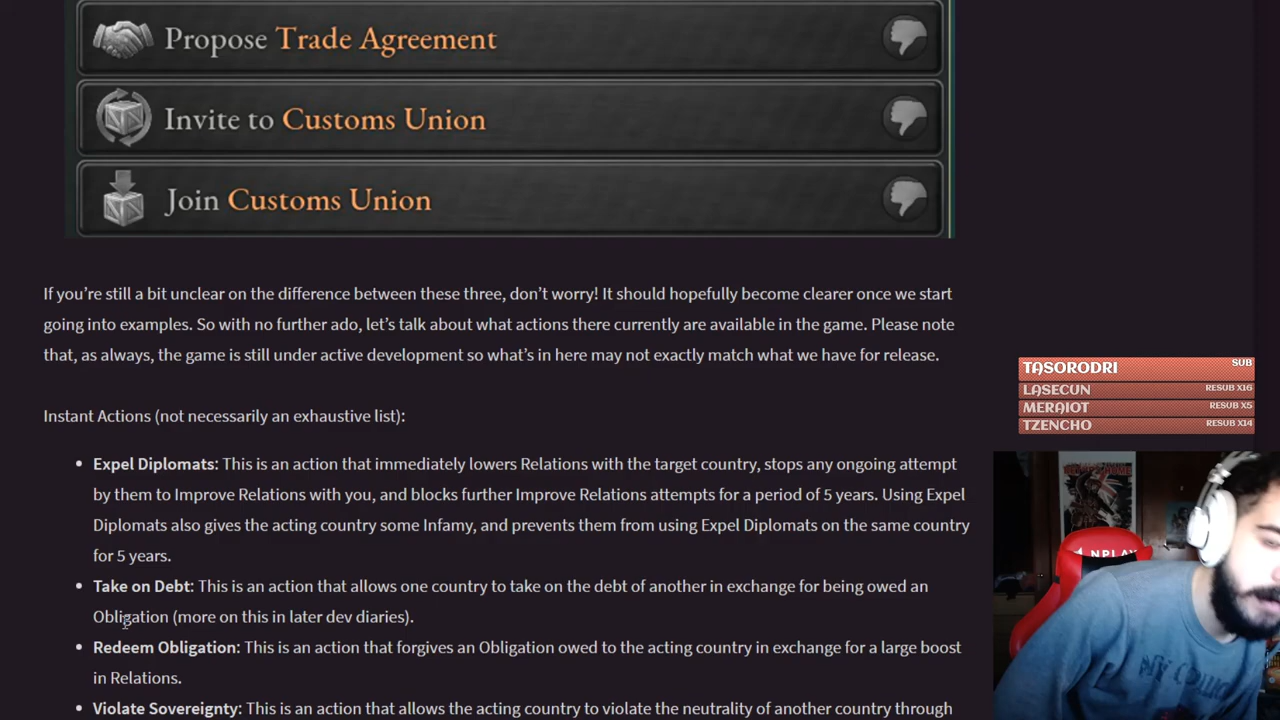 Propose Trade Agreement
Invite to Customs Union
Join Customs Union
If you’re still a bit unclear on the difference between these three, don’t worry! It should hopefully become clearer once we start
going into examples. So with no further ado, let’s talk about what actions there currently are available in the game. Please note
that, as always, the game is still under active development so what’s in here may not exactly match what we have for release.
Instant Actions (not necessarily an exhaustive list):
• Expel Diplomats: This is an action that immediately lowers Relations with the target country, stops any ongoing attempt
by them to Improve Relations with you, and blocks further Improve Relations attempts for a period of 5 years. Using Expel
Diplomats also gives the acting country some Infamy, and prevents them from using Expel Diplomats on the same country
for 5 years.
• Take on Debt: This is an action that allows one country to take on the debt of another in exchange for being owed an
Obligation (more on this in later dev diaries).
• Redeem Obligation: This is an action that forgives an Obligation owed to the acting country in exchange for a large boost
in Relations.
• Violate Sovereignty: This is an action that allows the acting country to violate the neutrality of another country through
TASORODRI SUB
LASECUN RESUB X16
MERAIOT RESUB X5
TZENCHO RESUB X14